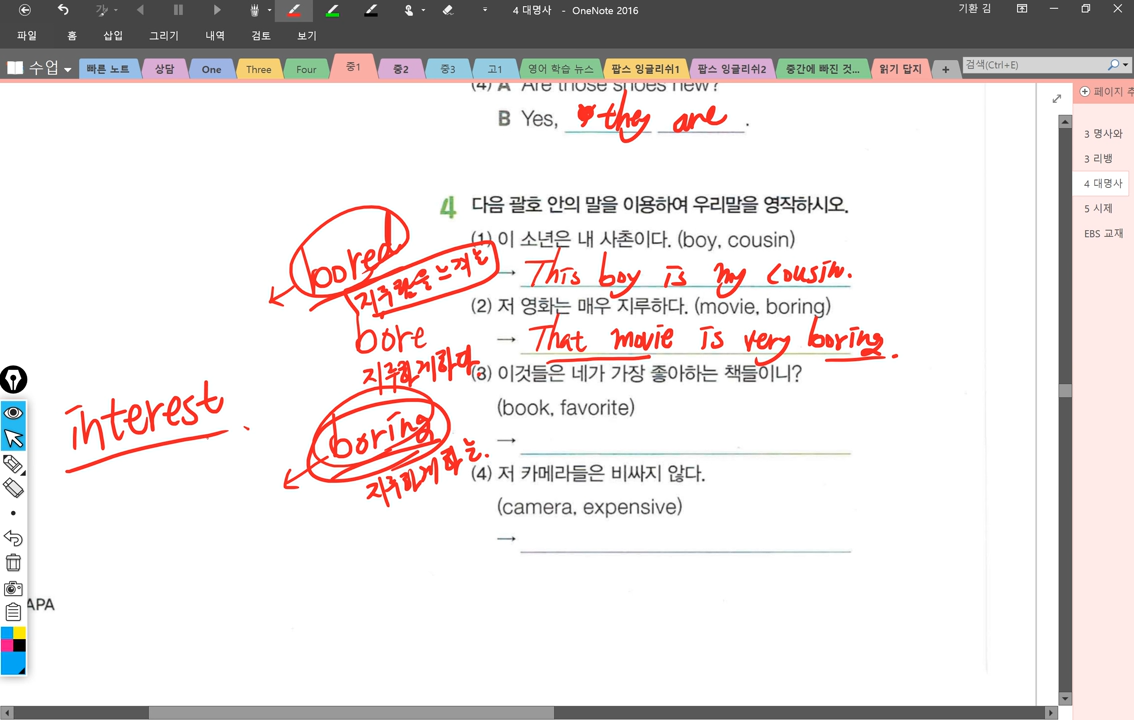 4 대명사 - OneNote 2016
기환 김
파일 홈 삽입 그리기 내역 검토 보기
수업 빠른 노트 상담 One Three Four 중1 중2 중3 고1 영어 학습 뉴스 팝스 잉글리쉬1 팝스 잉글리쉬2 중간에 빠진 것... 읽기 답지 + 검색(Ctrl+E)
페이지 추
3 명사와
3 리뱅
4 대명사
5 시제
EBS 교재
(4) A Are those shoes new?
B Yes, they are .
4 다음 괄호 안의 말을 이용하여 우리말을 영작하시오.
(1) 이 소년은 내 사촌이다. (boy, cousin)
→ This boy is my cousin.
(2) 저 영화는 매우 지루하다. (movie, boring)
→ That movie is very boring.
(3) 이것들은 네가 가장 좋아하는 책들이니?
(book, favorite)
→
(4) 저 카메라들은 비싸지 않다.
(camera, expensive)
→
bored
지루함을 느끼는
bore
지루하게 하다.
boring
지루하게 하는.
interest
APA